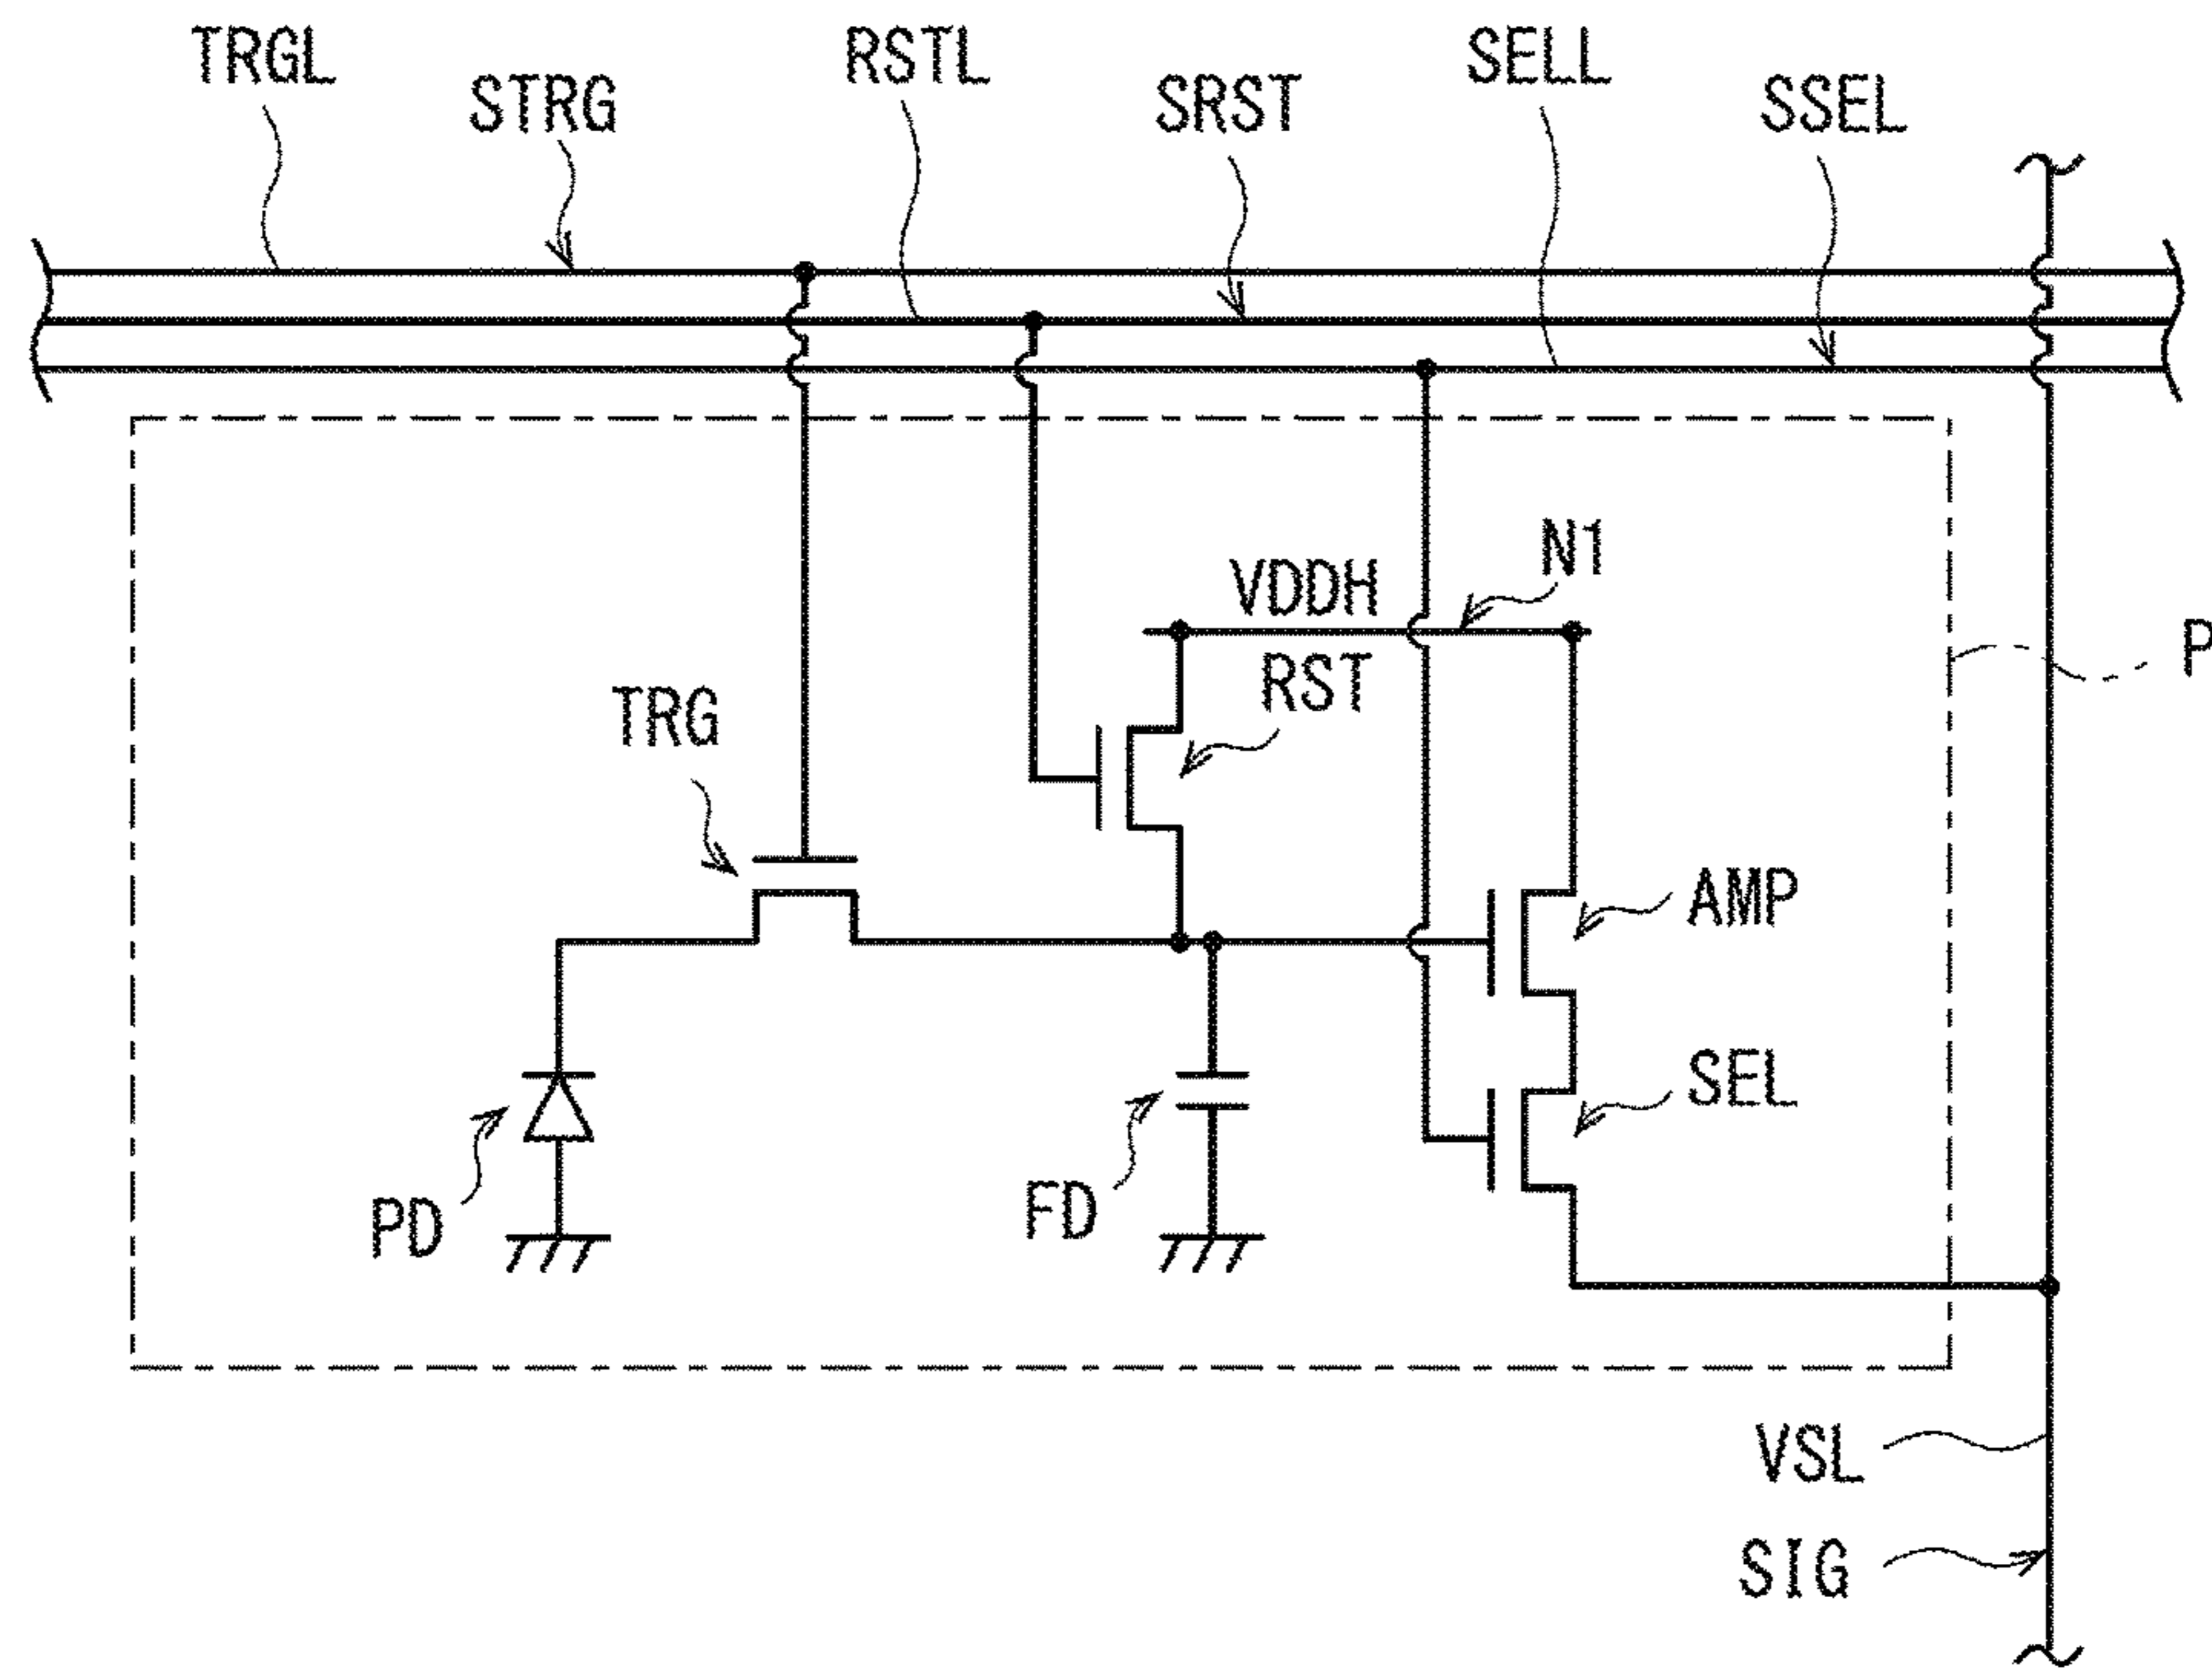 TRGL
STRG
RSTL
SRST
SELL
SSEL
N1
VDDH
P
RST
TRG
AMP
SEL
PD
FD
VSL
SIG